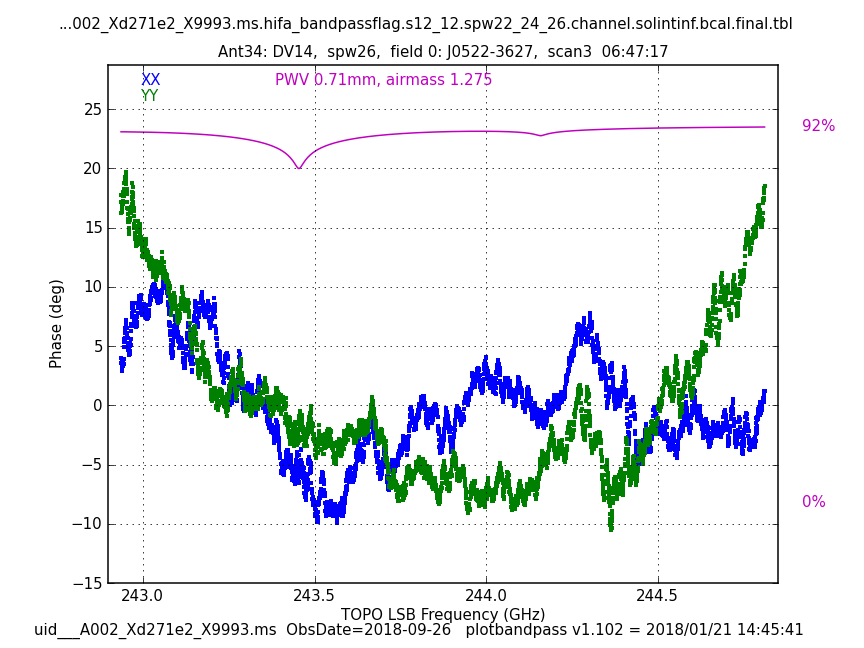 ...002_Xd271e2_X9993.ms.hifa_bandpassflag.s12_12.spw22_24_26.channel.solintinf.bcal.final.tbl
Ant34: DV14,  spw26,  field 0: J0522-3627,  scan3  06:47:17
XX
PWV 0.71mm, airmass 1.275
YY
25
20
15
10
5
0
−5
−10
−15
Phase (deg)
92%
0%
243.0 243.5 244.0 244.5
TOPO LSB Frequency (GHz)
uid___A002_Xd271e2_X9993.ms  ObsDate=2018-09-26   plotbandpass v1.102 = 2018/01/21 14:45:41